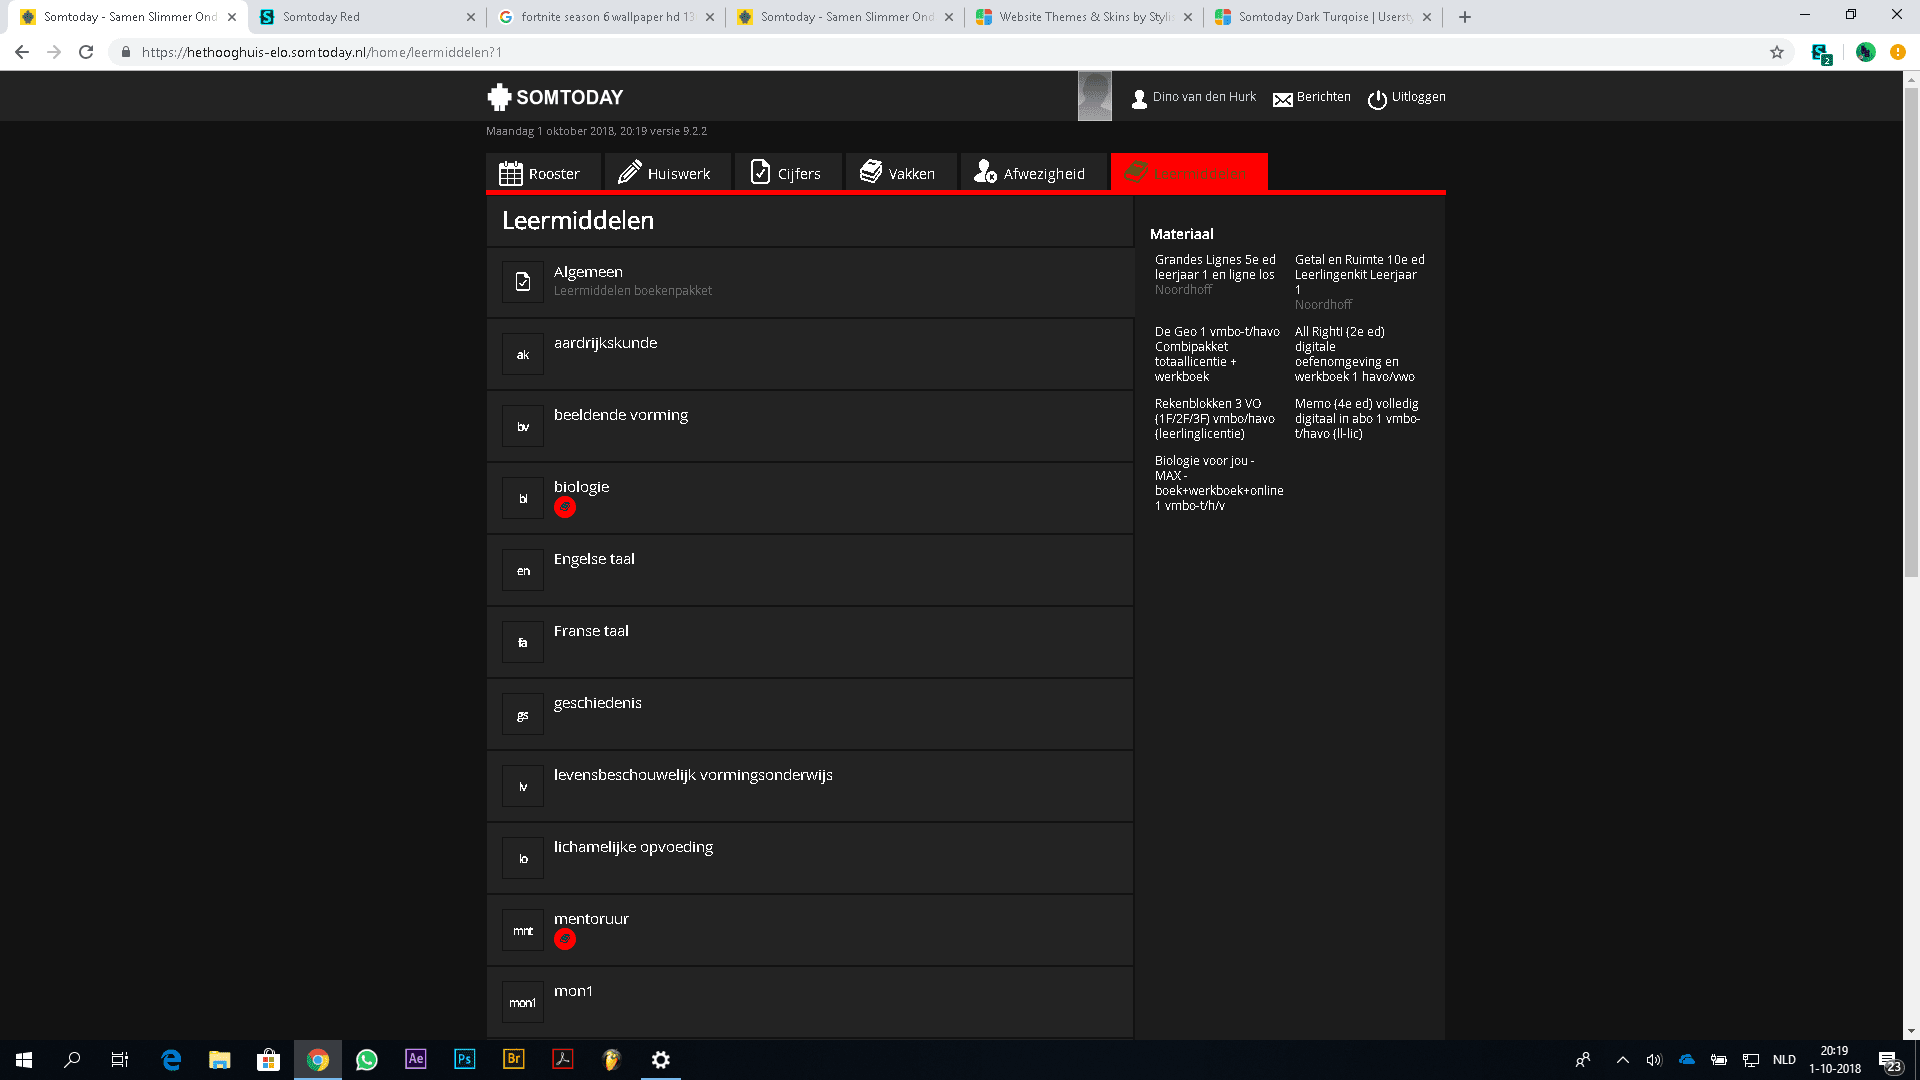 Somtoday - Samen Slimmer Ond
Somtoday Red
fortnite season 6 wallpaper hd 13
Somtoday - Samen Slimmer Ond
Website Themes & Skins by Stylis
Somtoday Dark Turqoise | Usersty
https://hethooghuis-elo.somtoday.nl/home/leermiddelen?1
2
SOMTODAY
Dino van den Hurk
Berichten
Uitloggen
Maandag 1 oktober 2018, 20:19 versie 9.2.2
Rooster
Huiswerk
Cijfers
Vakken
Afwezigheid
Leermiddelen
Leermiddelen
Algemeen
Leermiddelen boekenpakket
ak
aardrijkskunde
bv
beeldende vorming
bl
biologie
en
Engelse taal
fa
Franse taal
gs
geschiedenis
lv
levensbeschouwelijk vormingsonderwijs
lo
lichamelijke opvoeding
mnt
mentoruur
mon1
mon1
Materiaal
Grandes Lignes 5e ed
leerjaar 1 en ligne los
Noordhoff
Getal en Ruimte 10e ed
Leerlingenkit Leerjaar
1
Noordhoff
De Geo 1 vmbo-t/havo
Combipakket
totaallicentie +
werkboek
All Right! (2e ed)
digitale
oefenomgeving en
werkboek 1 havo/vwo
Rekenblokken 3 VO
(1F/2F/3F) vmbo/havo
(leerlinglicentie)
Memo (4e ed) volledig
digitaal in abo 1 vmbo-
t/havo (ll-lic)
Biologie voor jou -
MAX -
boek+werkboek+online
1 vmbo-t/h/v
Ae
Ps
Br
NLD
20:19
1-10-2018
23